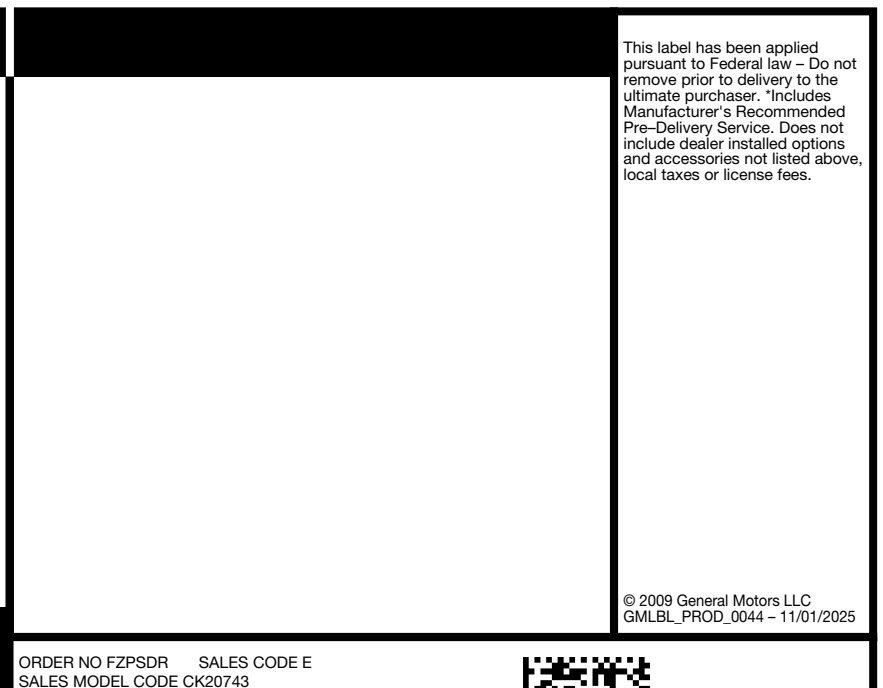 This label has been applied
pursuant to Federal law – Do not
remove prior to delivery to the
ultimate purchaser. *Includes
Manufacturer's Recommended
Pre–Delivery Service. Does not
include dealer installed options
and accessories not listed above,
local taxes or license fees.
© 2009 General Motors LLC
GMLBL_PROD_0044 – 11/01/2025
ORDER NO FZPSDR SALES CODE E
SALES MODEL CODE CK20743